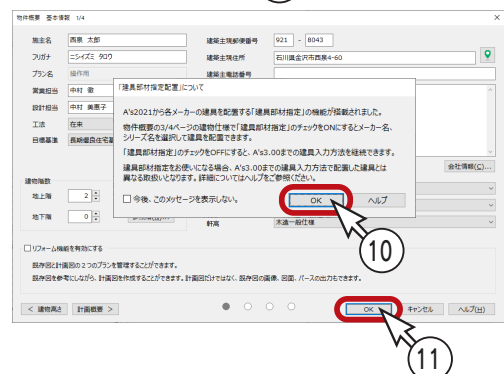 物件概要 基本情報 1/4
施主名 西泉 太郎 建築主現郵便番号 921 - 8043
フリガナ ニシイズミ タロウ 建築主現住所 石川県金沢市西泉4-60
プラン名 操作用 建築主電話番号
営業担当 中村 徹
設計担当 中村 美恵子
工法 在来
目標基準 長期優良住宅基
会社情報(C)...
建物階数
地上階 2
地下階 0
軒高 木造一般仕様
「建具部材指定配置」について
A's2021から各メーカーの建具を配置する「建具部材指定」の機能が搭載されました。
物件概要の3/4ページの建物仕様で「建具部材指定」のチェックをONにするとメーカー名、
シリーズ名を選択して建具を配置できます。
「建具部材指定」のチェックをOFFにすると、A's3.00までの建具入力方法を継続できます。
建具部材指定をお使いになる場合、A's3.00までの建具入力方法で配置した建具とは
異なる取扱いとなります。詳細についてはヘルプをご参照ください。
今後、このメッセージを表示しない。 OK ヘルプ
⑩
リフォーム機能を有効にする
既存図と計画図の2つのプランを管理することができます。
既存図を参考にしながら、計画図を作成することができます。計画図だけではなく、既存図の画像、図面、パースの出力もできます。
< 建物高さ 計画概要 > OK キャンセル ヘルプ(H)
⑪